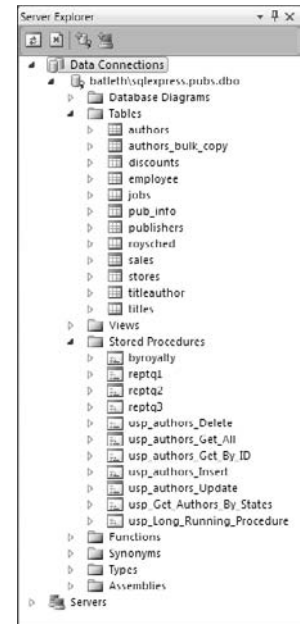 Server Explorer
Data Connections
batleth\sqlexpress.pubs.dbo
Database Diagrams
Tables
authors
authors_bulk_copy
discounts
employee
jobs
pub_info
publishers
roysched
sales
stores
titleauthor
titles
Views
Stored Procedures
byroyalty
reptq1
reptq2
reptq3
usp_authors_Delete
usp_authors_Get_All
usp_authors_Get_By_ID
usp_authors_Insert
usp_authors_Update
usp_Get_Authors_By_States
usp_Long_Running_Procedure
Functions
Synonyms
Types
Assemblies
Servers